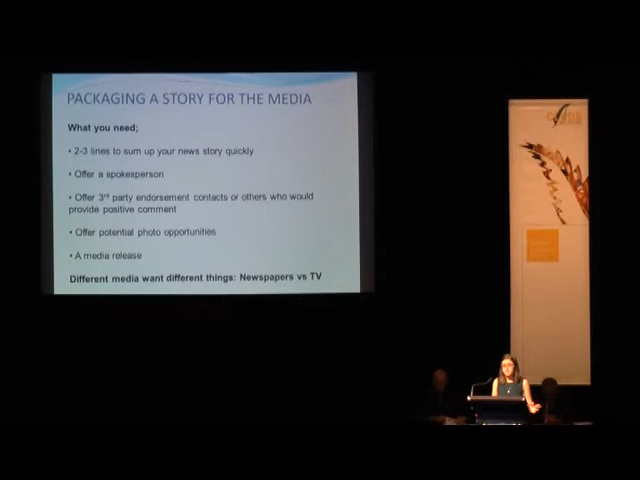 PACKAGING A STORY FOR THE MEDIA
What you need;
• 2-3 lines to sum up your news story quickly
• Offer a spokesperson
• Offer 3rd party endorsement contacts or others who would
provide positive comment
• Offer potential photo opportunities
• A media release
Different media want different things: Newspapers vs TV